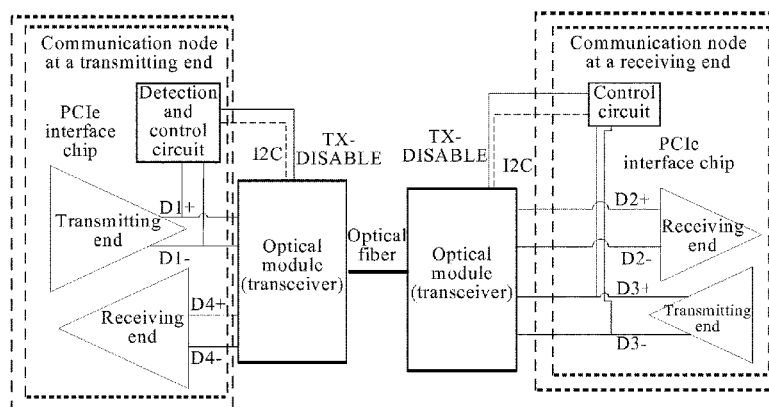 Communication node
at a transmitting end
Detection and
control
circuit
PCIe
interface
chip
Transmitting
end
D1+
D1-
Receiving
end
D4+
D4-
I2C
TX-
DISABLE
Optical
module
(transceiver)
Optical
fiber
TX-
DISABLE
I2C
Optical
module
(transceiver)
Communication node
at a receiving end
Control
circuit
PCIe
interface chip
D2+
D2-
Receiving
end
D3+
D3-
Transmitting
end